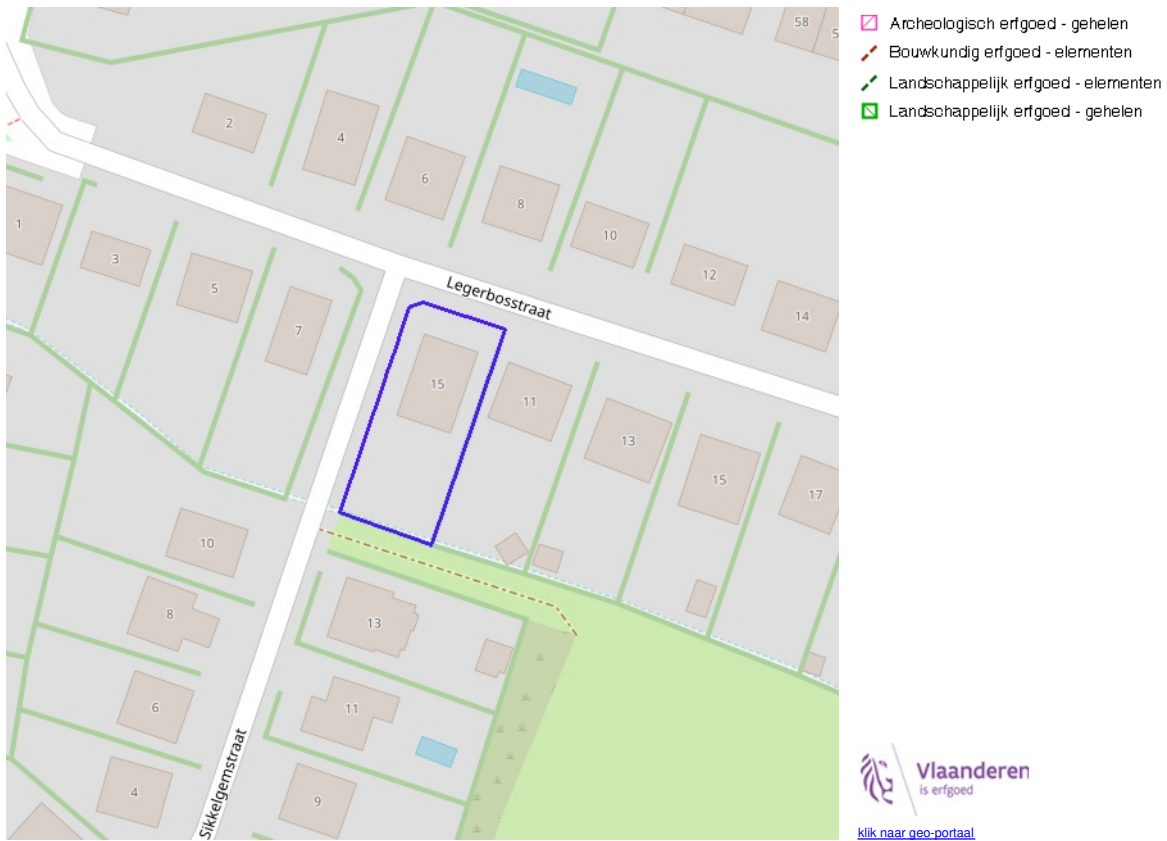 58
5
2
4
6
8
10
12
14
1
3
5
7
Legerbosstraat
15
11
13
15
17
10
8
6
4
13
11
9
Sikkelgemstraat
Archeologisch erfgoed - gehelen
Bouwkundig erfgoed - elementen
Landschappelijk erfgoed - elementen
Landschappelijk erfgoed - gehelen
Vlaanderen
is erfgoed
klik naar geo-portaal